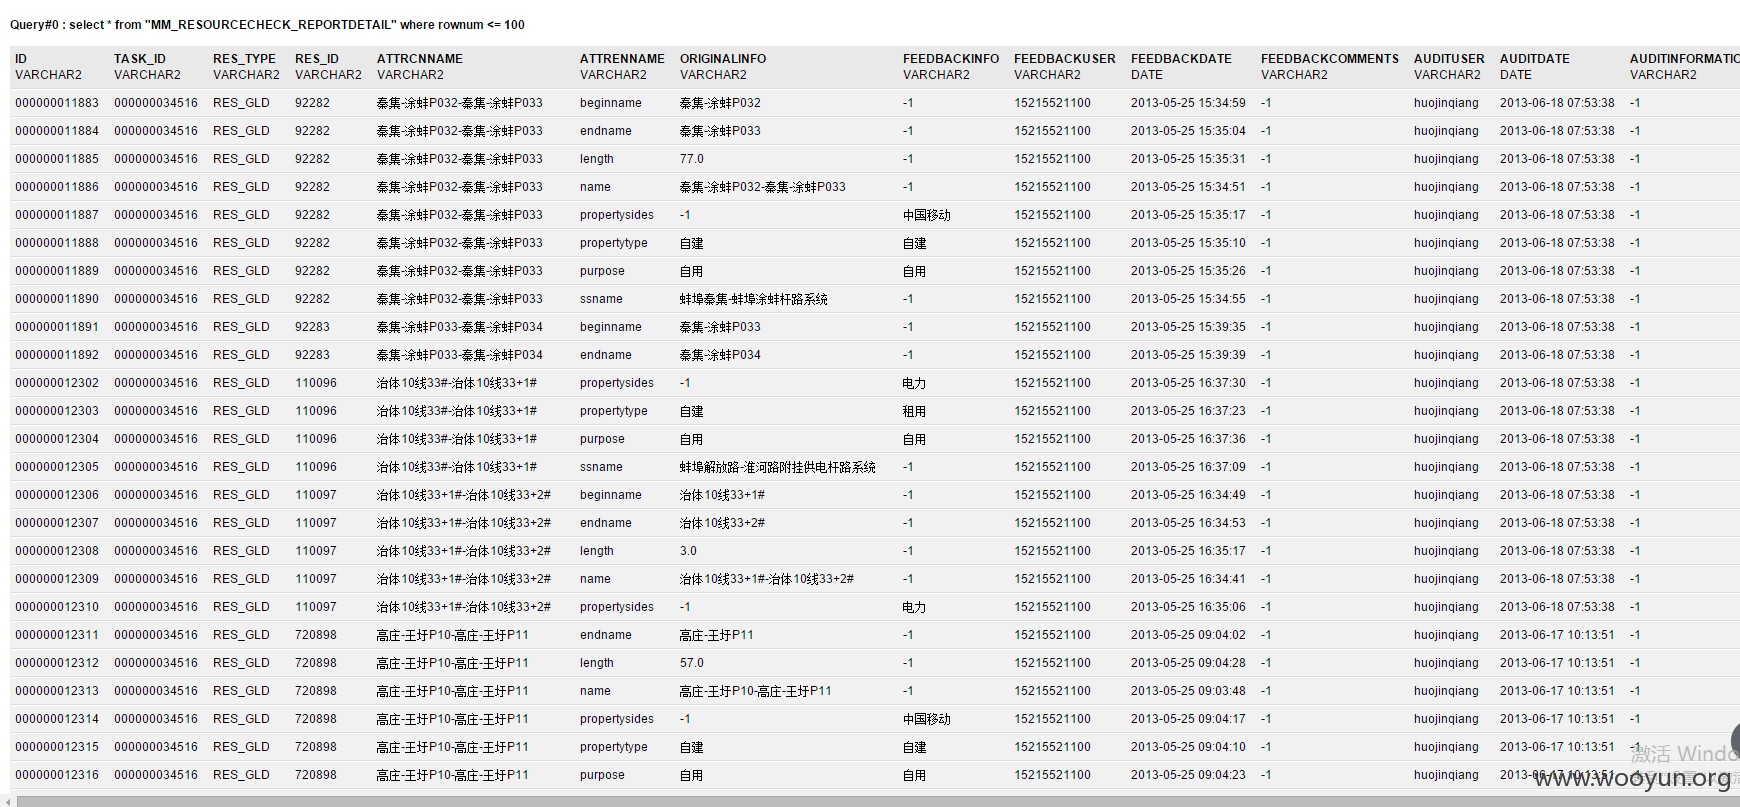 Query#0 : select * from "MM_RESOURCECHECK_REPORTDETAIL" where rownum <= 100
ID TASK_ID RES_TYPE RES_ID ATTRCNNAME ATTRENNAME ORIGINALINFO FEEDBACKINFO FEEDBACKUSER FEEDBACKDATE FEEDBACKCOMMENTS AUDITUSER AUDITDATE AUDITINFORMATIO
VARCHAR2 VARCHAR2 VARCHAR2 VARCHAR2 VARCHAR2 VARCHAR2 VARCHAR2 VARCHAR2 VARCHAR2 DATE VARCHAR2 VARCHAR2 DATE VARCHAR2
000000011883 000000034516 RES_GLD 92282 秦集-涂蚌P032-秦集-涂蚌P033 beginname 秦集-涂蚌P032 -1 15215521100 2013-05-25 15:34:59 -1 huojinqiang 2013-06-18 07:53:38 -1
000000011884 000000034516 RES_GLD 92282 秦集-涂蚌P032-秦集-涂蚌P033 endname 秦集-涂蚌P033 -1 15215521100 2013-05-25 15:35:04 -1 huojinqiang 2013-06-18 07:53:38 -1
000000011885 000000034516 RES_GLD 92282 秦集-涂蚌P032-秦集-涂蚌P033 length 77.0 -1 15215521100 2013-05-25 15:35:31 -1 huojinqiang 2013-06-18 07:53:38 -1
000000011886 000000034516 RES_GLD 92282 秦集-涂蚌P032-秦集-涂蚌P033 name 秦集-涂蚌P032-秦集-涂蚌P033 -1 15215521100 2013-05-25 15:34:51 -1 huojinqiang 2013-06-18 07:53:38 -1
000000011887 000000034516 RES_GLD 92282 秦集-涂蚌P032-秦集-涂蚌P033 propertysides -1 中国移动 15215521100 2013-05-25 15:35:17 -1 huojinqiang 2013-06-18 07:53:38 -1
000000011888 000000034516 RES_GLD 92282 秦集-涂蚌P032-秦集-涂蚌P033 propertytype 自建 自建 15215521100 2013-05-25 15:35:10 -1 huojinqiang 2013-06-18 07:53:38 -1
000000011889 000000034516 RES_GLD 92282 秦集-涂蚌P032-秦集-涂蚌P033 purpose 自用 自用 15215521100 2013-05-25 15:35:26 -1 huojinqiang 2013-06-18 07:53:38 -1
000000011890 000000034516 RES_GLD 92282 秦集-涂蚌P032-秦集-涂蚌P033 ssname 蚌埠秦集-蚌埠涂蚌杆路系统 -1 15215521100 2013-05-25 15:34:55 -1 huojinqiang 2013-06-18 07:53:38 -1
000000011891 000000034516 RES_GLD 92283 秦集-涂蚌P033-秦集-涂蚌P034 beginname 秦集-涂蚌P033 -1 15215521100 2013-05-25 15:39:35 -1 huojinqiang 2013-06-18 07:53:38 -1
000000011892 000000034516 RES_GLD 92283 秦集-涂蚌P033-秦集-涂蚌P034 endname 秦集-涂蚌P034 -1 15215521100 2013-05-25 15:39:39 -1 huojinqiang 2013-06-18 07:53:38 -1
000000012302 000000034516 RES_GLD 110096 治体10线33#-治体10线33+1# propertysides -1 电力 15215521100 2013-05-25 16:37:30 -1 huojinqiang 2013-06-18 07:53:38 -1
000000012303 000000034516 RES_GLD 110096 治体10线33#-治体10线33+1# propertytype 自建 租用 15215521100 2013-05-25 16:37:23 -1 huojinqiang 2013-06-18 07:53:38 -1
000000012304 000000034516 RES_GLD 110096 治体10线33#-治体10线33+1# purpose 自用 自用 15215521100 2013-05-25 16:37:36 -1 huojinqiang 2013-06-18 07:53:38 -1
000000012305 000000034516 RES_GLD 110096 治体10线33#-治体10线33+1# ssname 蚌埠解放路-淮河路附挂供电杆路系统 -1 15215521100 2013-05-25 16:37:09 -1 huojinqiang 2013-06-18 07:53:38 -1
000000012306 000000034516 RES_GLD 110097 治体10线33+1#-治体10线33+2# beginname 治体10线33+1# -1 15215521100 2013-05-25 16:34:49 -1 huojinqiang 2013-06-18 07:53:38 -1
000000012307 000000034516 RES_GLD 110097 治体10线33+1#-治体10线33+2# endname 治体10线33+2# -1 15215521100 2013-05-25 16:34:53 -1 huojinqiang 2013-06-18 07:53:38 -1
000000012308 000000034516 RES_GLD 110097 治体10线33+1#-治体10线33+2# length 3.0 -1 15215521100 2013-05-25 16:35:17 -1 huojinqiang 2013-06-18 07:53:38 -1
000000012309 000000034516 RES_GLD 110097 治体10线33+1#-治体10线33+2# name 治体10线33+1#-治体10线33+2# -1 15215521100 2013-05-25 16:34:41 -1 huojinqiang 2013-06-18 07:53:38 -1
000000012310 000000034516 RES_GLD 110097 治体10线33+1#-治体10线33+2# propertysides -1 电力 15215521100 2013-05-25 16:35:06 -1 huojinqiang 2013-06-18 07:53:38 -1
000000012311 000000034516 RES_GLD 720898 高庄-王圩P10-高庄-王圩P11 endname 高庄-王圩P11 -1 15215521100 2013-05-25 09:04:02 -1 huojinqiang 2013-06-17 10:13:51 -1
000000012312 000000034516 RES_GLD 720898 高庄-王圩P10-高庄-王圩P11 length 57.0 -1 15215521100 2013-05-25 09:04:28 -1 huojinqiang 2013-06-17 10:13:51 -1
000000012313 000000034516 RES_GLD 720898 高庄-王圩P10-高庄-王圩P11 name 高庄-王圩P10-高庄-王圩P11 -1 15215521100 2013-05-25 09:03:48 -1 huojinqiang 2013-06-17 10:13:51 -1
000000012314 000000034516 RES_GLD 720898 高庄-王圩P10-高庄-王圩P11 propertysides -1 中国移动 15215521100 2013-05-25 09:04:17 -1 huojinqiang 2013-06-17 10:13:51 -1
000000012315 000000034516 RES_GLD 720898 高庄-王圩P10-高庄-王圩P11 propertytype 自建 自建 15215521100 2013-05-25 09:04:10 -1 huojinqiang 2013-06-17 10:13:51 -1
激活 Windo
000000012316 000000034516 RES_GLD 720898 高庄-王圩P10-高庄-王圩P11 purpose 自用 自用 15215521100 2013-05-25 09:04:23 -1 huojinqiang 2013-06-17 10:13:51 -1
www.wooyun.org